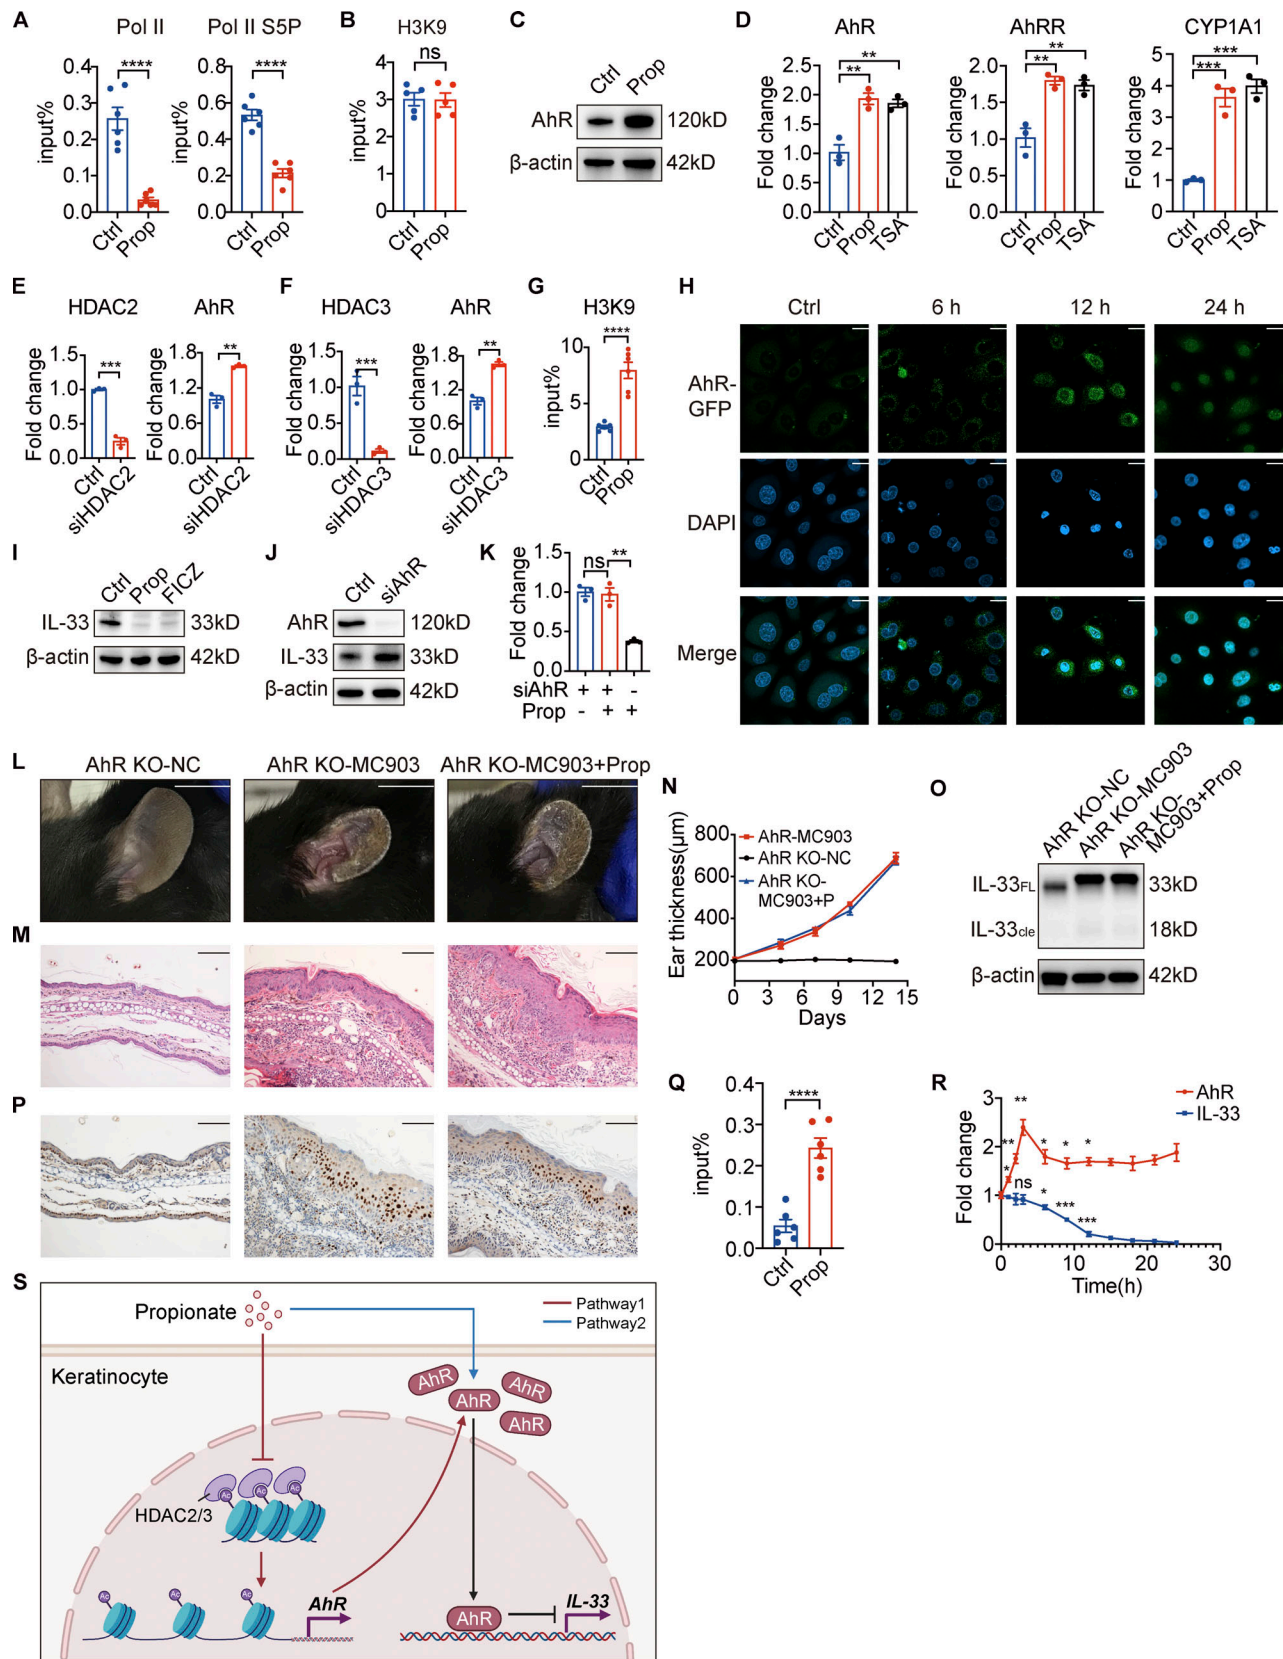 A
Pol II
Pol II S5P
****
****
input%
0.4
0.3
0.2
0.1
0.0
input%
0.8
0.6
0.4
0.2
0.0
Ctrl
Prop
Ctrl
Prop
B
H3K9
ns
input%
4
3
2
1
0
Ctrl
Prop
C
Ctrl
Prop
AhR
120kD
β-actin
42kD
D
AhR
**
**
Fold change
2.5
2.0
1.5
1.0
0.5
0.0
Ctrl
Prop
TSA
AhRR
**
**
Fold change
2.0
1.5
1.0
0.5
0.0
Ctrl
Prop
TSA
CYP1A1
***
***
Fold change
5
4
3
2
1
0
Ctrl
Prop
TSA
E
HDAC2
***
Fold change
1.5
1.0
0.5
0.0
Ctrl
siHDAC2
AhR
**
Fold change
1.8
1.2
0.6
0.0
Ctrl
siHDAC2
F
HDAC3
***
Fold change
1.5
1.0
0.5
0.0
Ctrl
siHDAC3
AhR
**
Fold change
1.8
1.2
0.6
0.0
Ctrl
siHDAC3
G
H3K9
****
input%
10
5
0
Ctrl
Prop
H
Ctrl
6 h
12 h
24 h
AhR-
GFP
DAPI
Merge
I
Ctrl
Prop
FICZ
IL-33
33kD
β-actin
42kD
J
Ctrl
siAhR
AhR
120kD
IL-33
33kD
β-actin
42kD
K
ns
**
Fold change
1.5
1.0
0.5
0.0
siAhR + + -
Prop - + +
L
AhR KO-NC
AhR KO-MC903
AhR KO-MC903+Prop
M
N
Ear thickness(μm)
800
600
400
200
AhR-MC903
AhR KO-NC
AhR KO-
MC903+P
0 3 6 9 12 15
Days
O
AhR KO-NC
AhR KO-MC903
AhR KO-
MC903+Prop
IL-33FL
33kD
IL-33cle
18kD
β-actin
42kD
P
Q
****
input%
0.4
0.3
0.2
0.1
0.0
Ctrl
Prop
R
AhR
IL-33
Fold change
3
2
1
0
*
**
**
*
*
*
ns
*
***
***
0 10 20 30
Time(h)
S
Propionate
Pathway1
Pathway2
Keratinocyte
AhR
AhR
AhR
AhR
Ac
Ac
Ac
HDAC2/3
Ac
Ac
Ac
AhR
AhR
IL-33